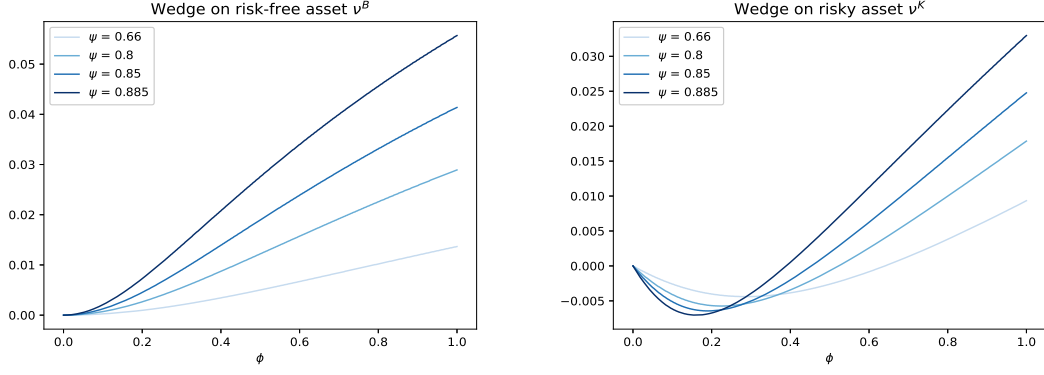 Wedge on risk-free asset ν^B
ψ = 0.66
ψ = 0.8
ψ = 0.85
ψ = 0.885
0.05
0.04
0.03
0.02
0.01
0.00
0.0 0.2 0.4 0.6 0.8 1.0
ϕ
Wedge on risky asset ν^K
ψ = 0.66
ψ = 0.8
ψ = 0.85
ψ = 0.885
0.030
0.025
0.020
0.015
0.010
0.005
0.000
−0.005
0.0 0.2 0.4 0.6 0.8 1.0
ϕ